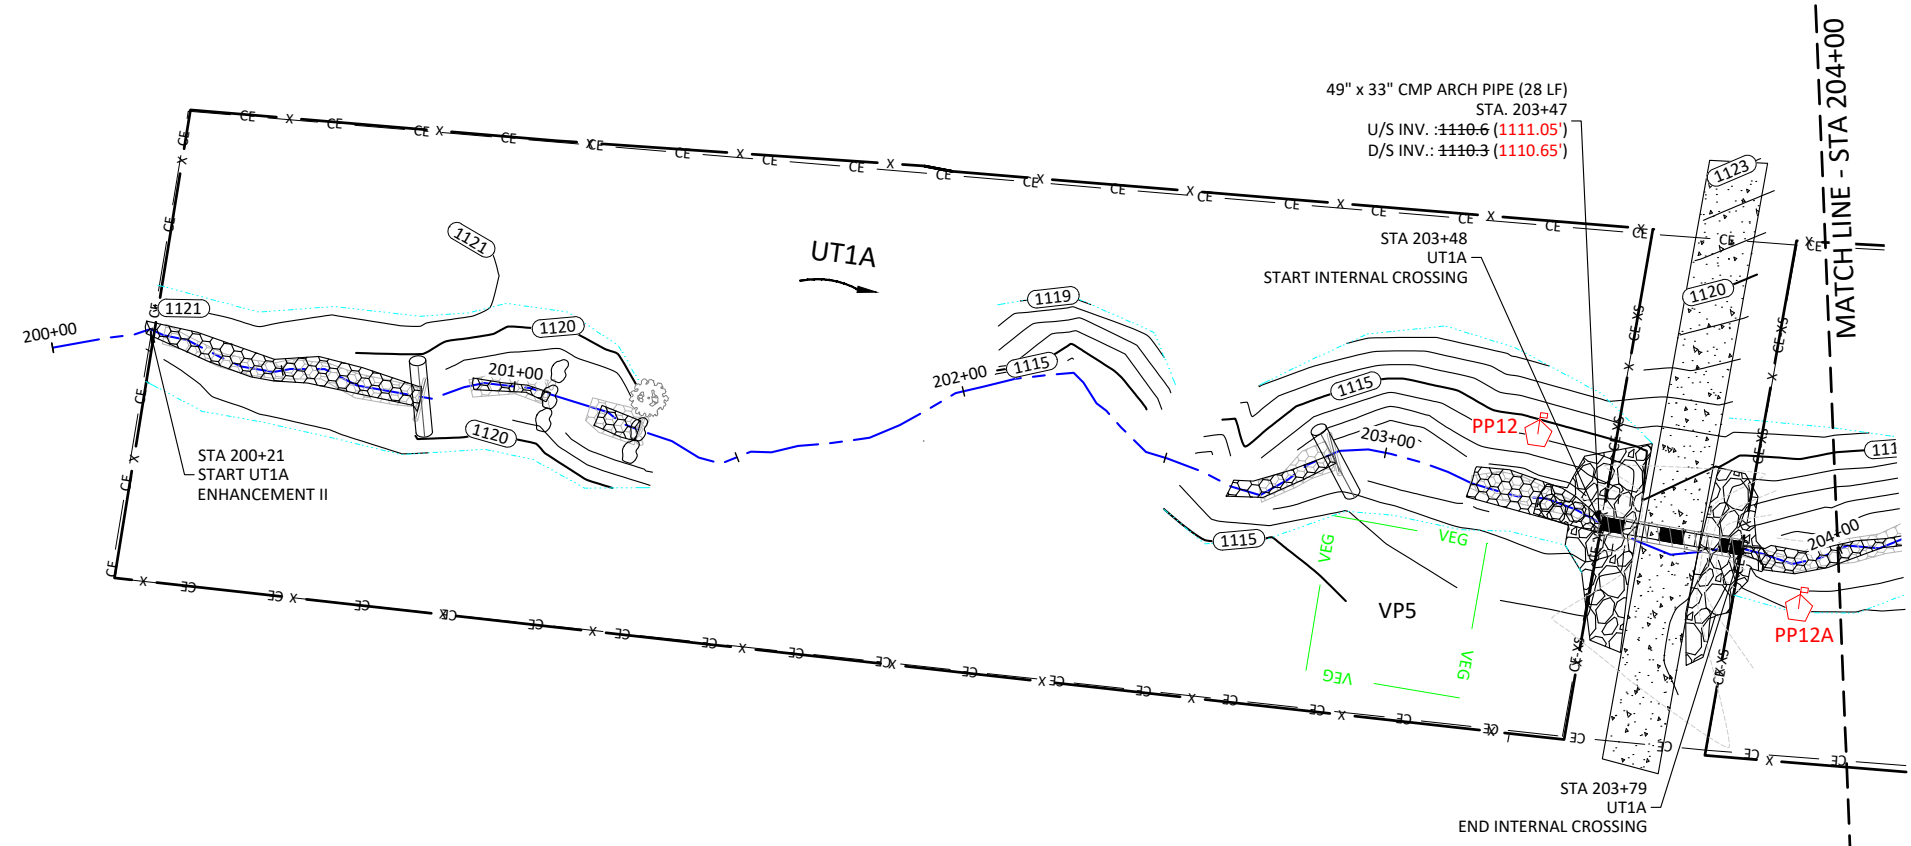 MATCH LINE - STA 204+00
49" x 33" CMP ARCH PIPE (28 LF)
STA. 203+47
U/S INV. :1110.6 (1111.05')
D/S INV.: 1110.3 (1110.65')
1123
STA 203+48
UT1A
START INTERNAL CROSSING
1121
UT1A
1119
1120
1121
200+00
1120
201+00
202+00
1115
1115
PP12
203+00
1120
111
STA 200+21
START UT1A
ENHANCEMENT II
1115
VEG
VEG
204+00
VP5
VEG
VEG
PP12A
STA 203+79
UT1A
END INTERNAL CROSSING